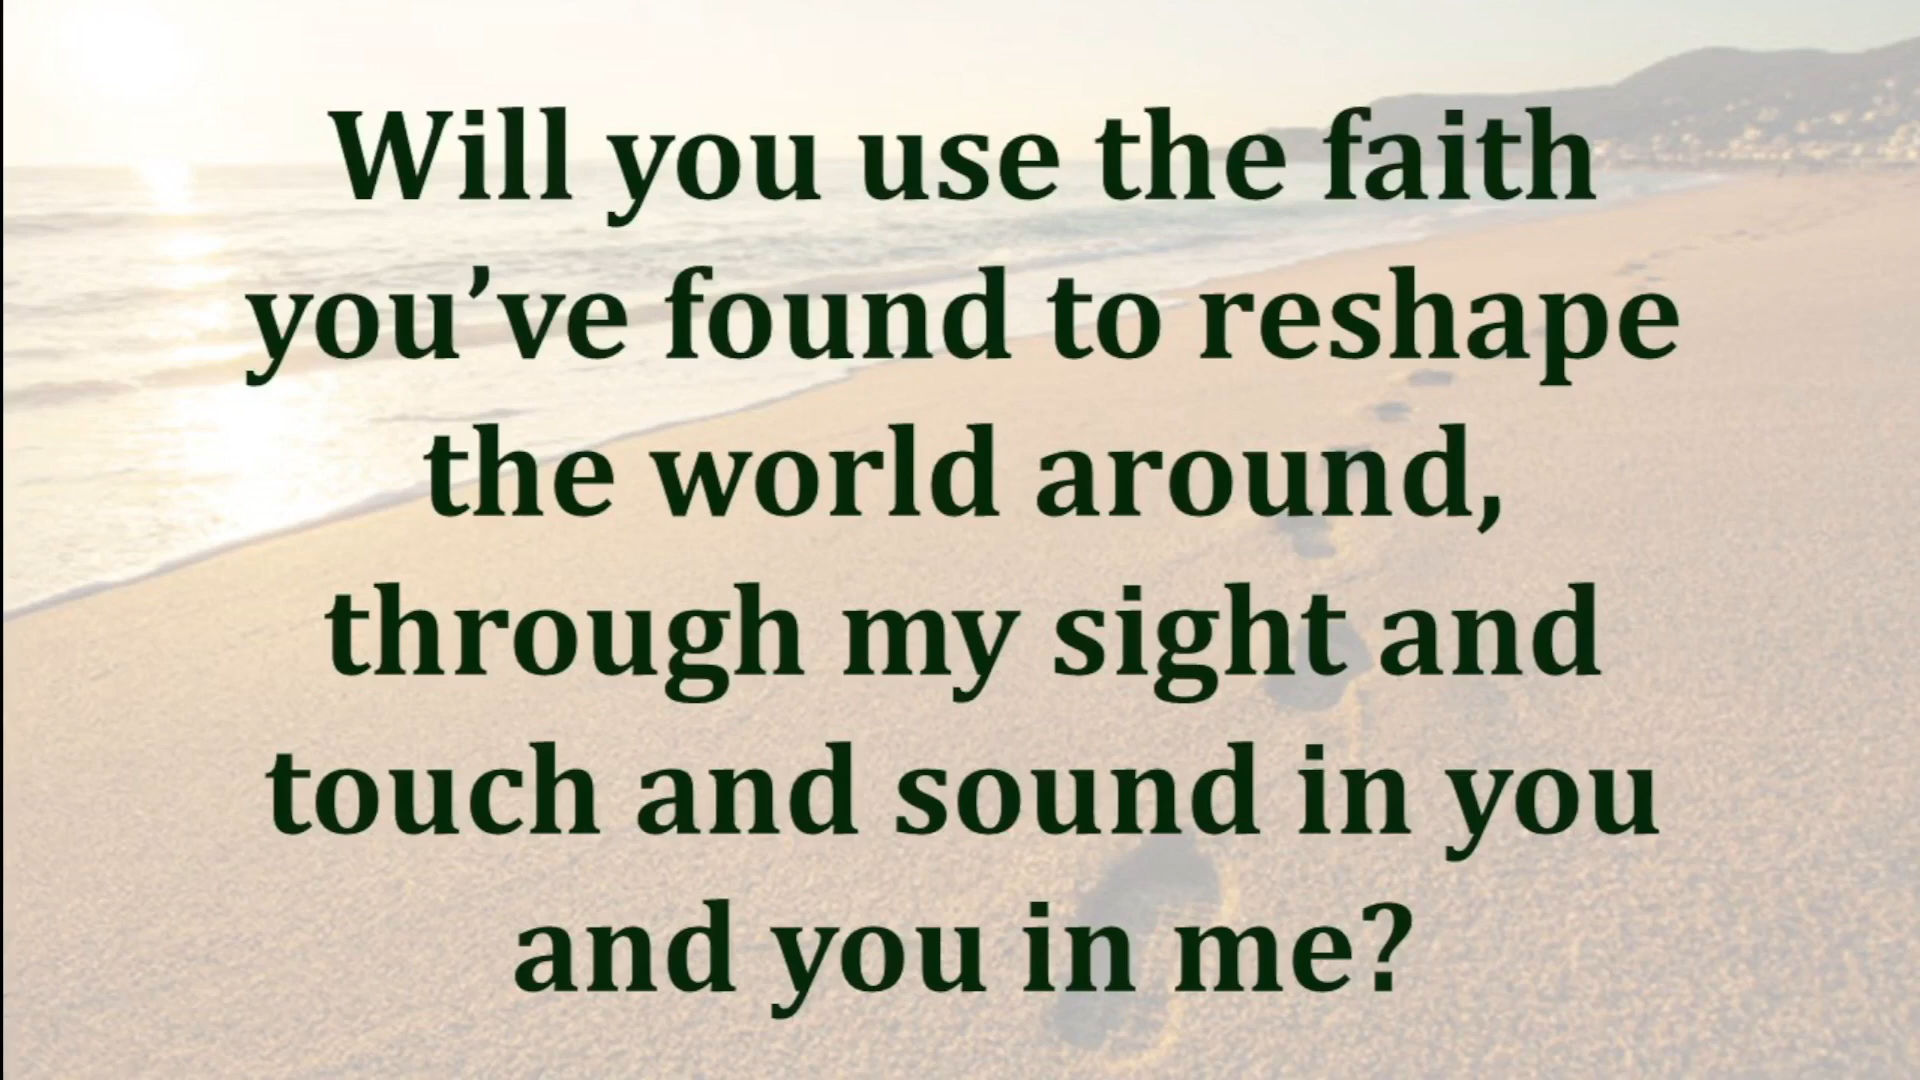 Will you use the faith
you’ve found to reshape
the world around,
through my sight and
touch and sound in you
and you in me?